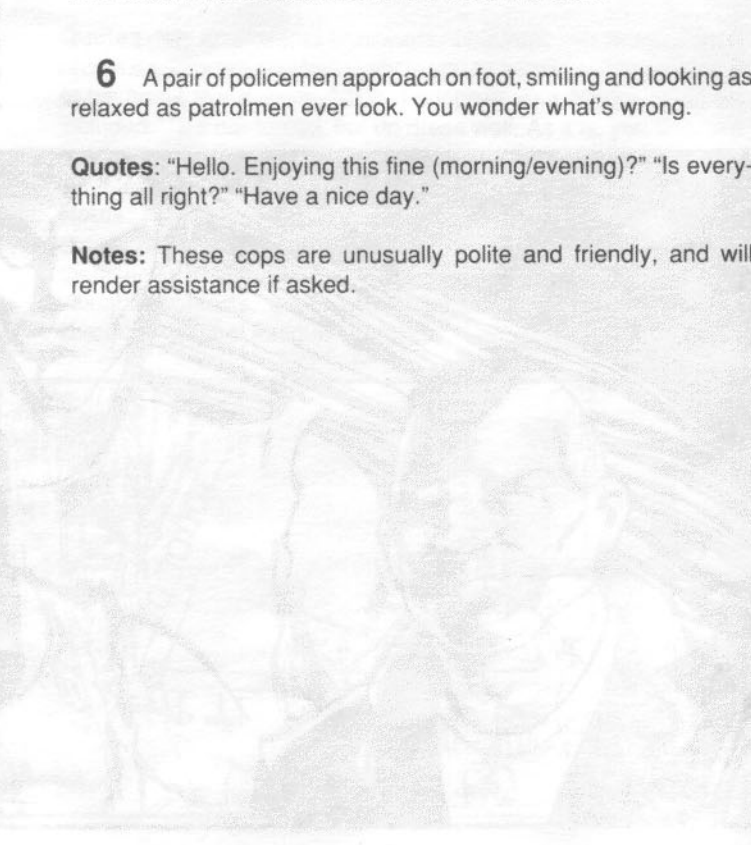 6 A pair of policemen approach on foot, smiling and looking as
relaxed as patrolmen ever look. You wonder what's wrong.
Quotes: “Hello. Enjoying this fine (morning/evening)?” “Is every-
thing all right?” “Have a nice day.”
Notes: These cops are unusually polite and friendly, and will
render assistance if asked.